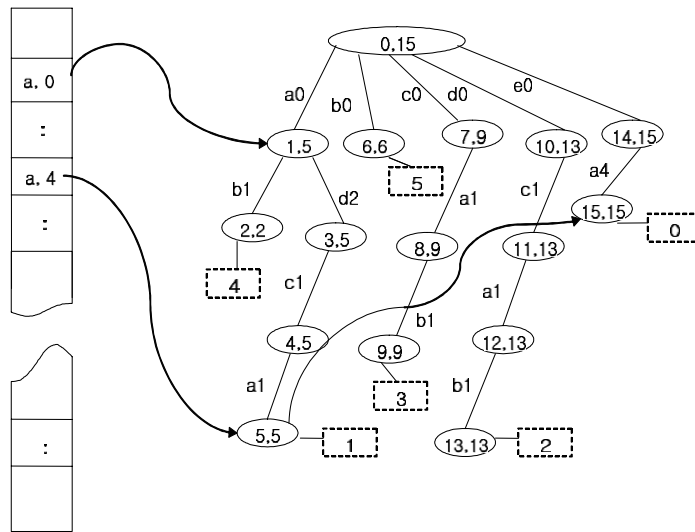 0,15
a, 0
e0
a0
c0
d0
b0
:
1,5
6,6
7,9
10,13
14,15
a, 4
5
a4
b1
d2
a1
c1
15,15
:
2,2
3,5
0
8,9
11,13
4
c1
a1
b1
4,5
12,13
9,9
a1
3
b1
5,5
1
13,13
2
: